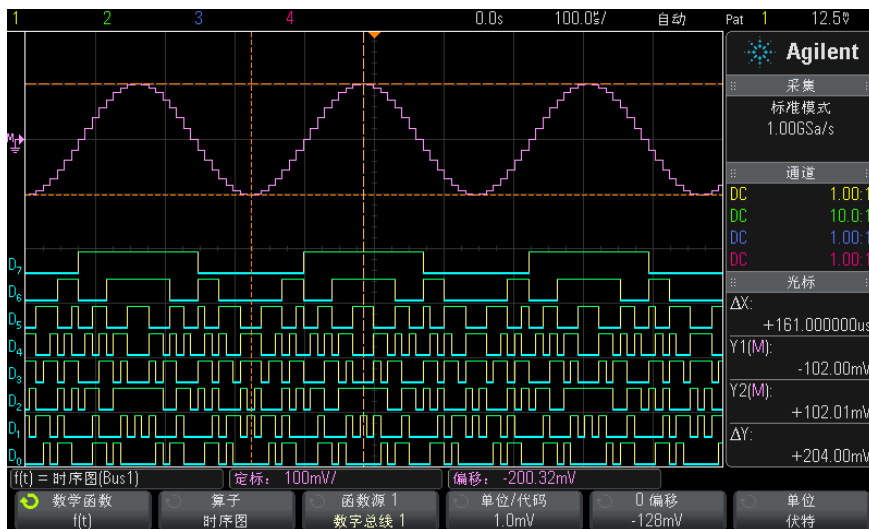 1 2 3 4 0.0s 100.0㎲/ 自动 Pat 1 12.5⩒
Agilent
采集
标准模式
1.00GSa/s
通道
DC 1.00:1
DC 10.0:1
DC 1.00:1
DC 1.00:1
光标
ΔX:
+161.000000us
Y1(M):
-102.00mV
Y2(M):
+102.01mV
ΔY:
+204.00mV
M
D7
D6
D5
D4
D3
D2
D1
D0
f(t) = 时序图(Bus1) 定标: 100mV/ 偏移: -200.32mV
数学函数 算子 函数源 1 单位/代码 0 偏移 单位
f(t) 时序图 数字总线 1 1.0mV -128mV 伏特